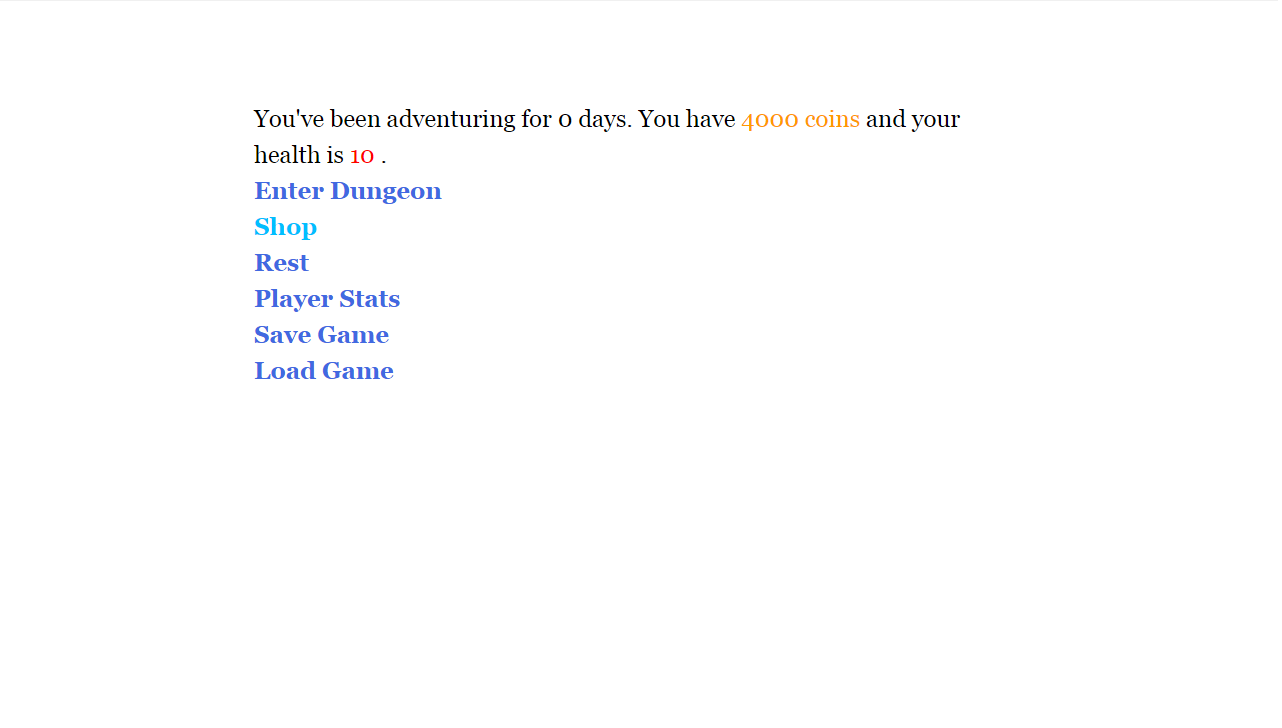 You've been adventuring for 0 days. You have 4000 coins and your
health is 10 .
Enter Dungeon
Shop
Rest
Player Stats
Save Game
Load Game